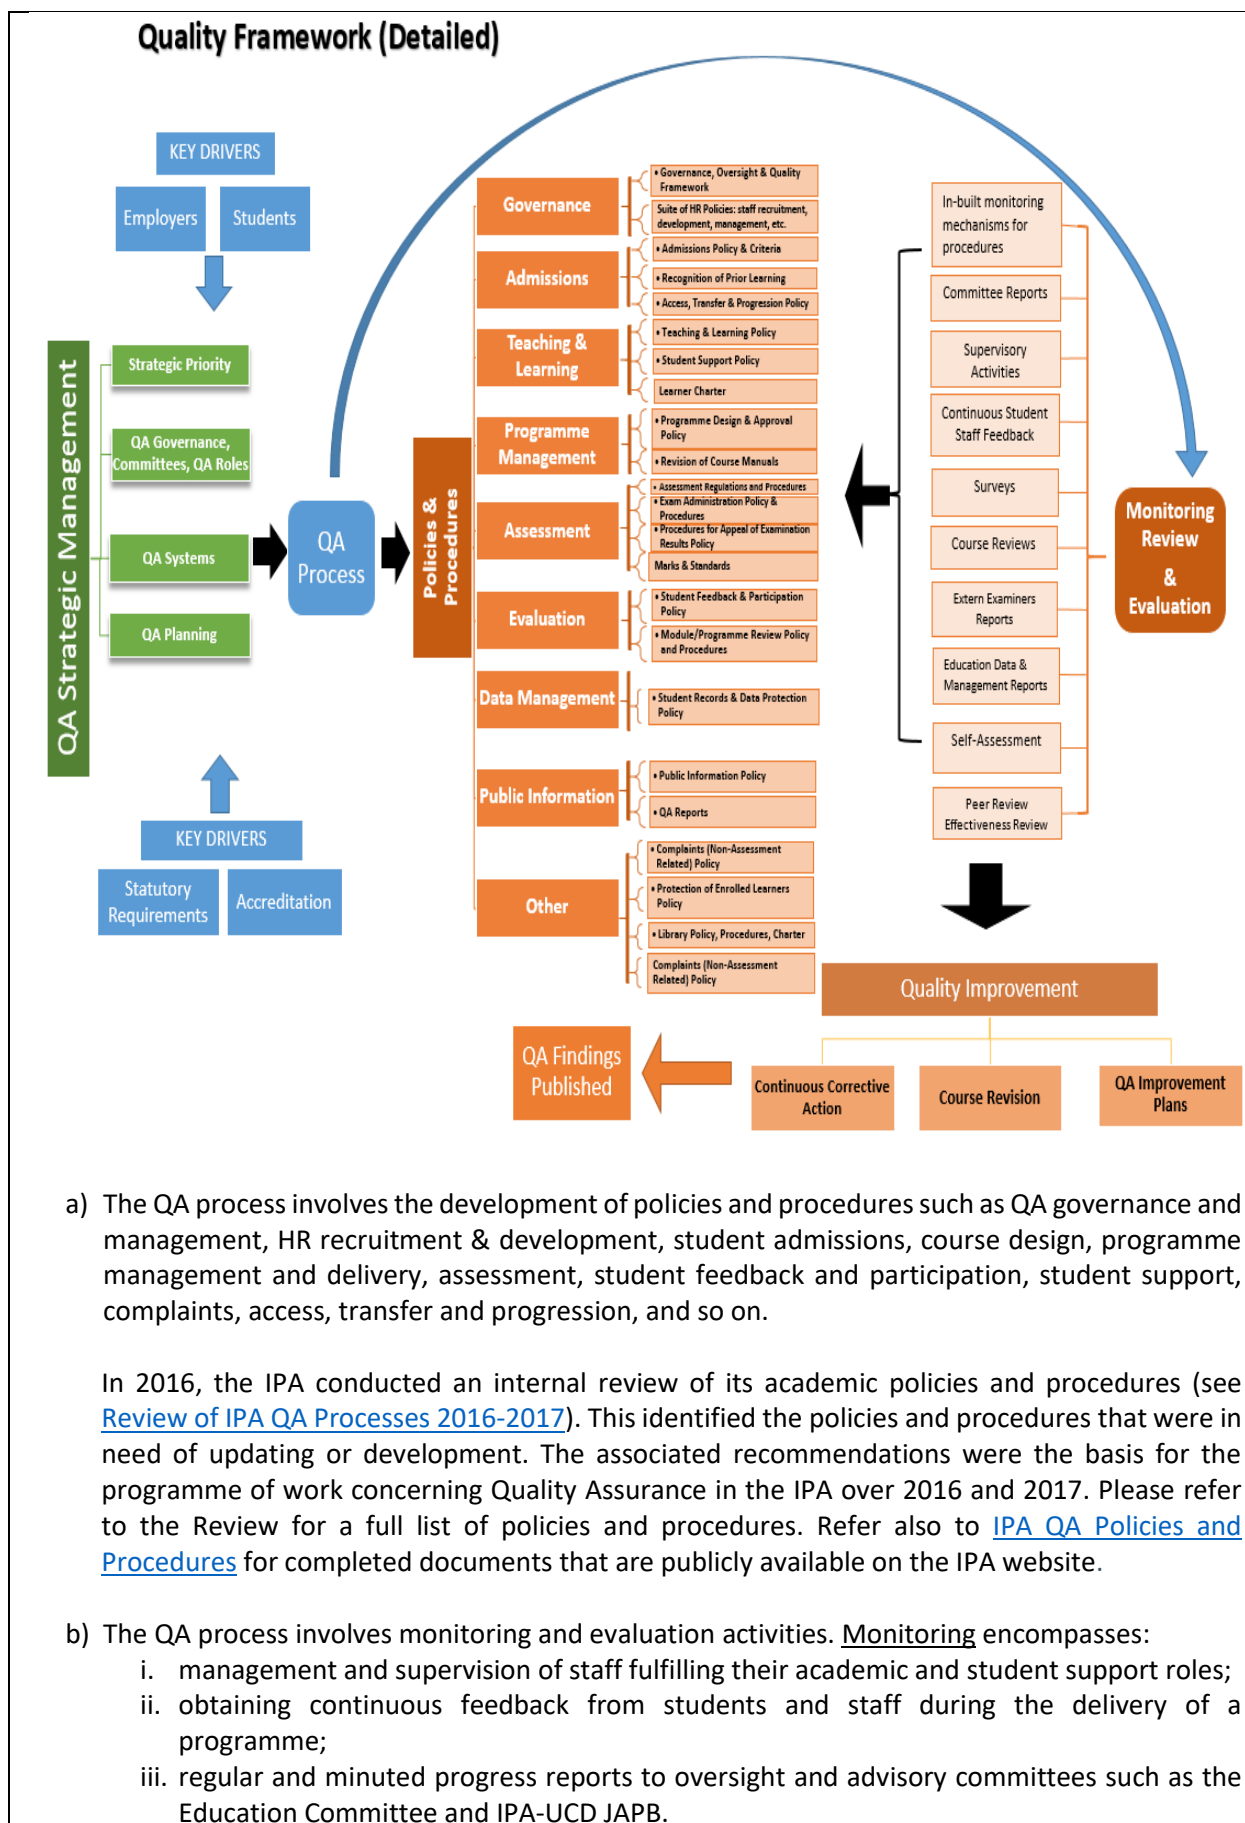 Quality Framework (Detailed)
KEY DRIVERS
Employers
Students
QA Strategic Management
Strategic Priority
QA Governance,
Committees, QA Roles
QA Systems
QA Planning
KEY DRIVERS
Statutory
Requirements
Accreditation
QA
Process
Policies &
Procedures
Governance
• Governance, Oversight & Quality
Framework
Suite of HR Policies: staff recruitment,
development, management, etc.
Admissions
• Admissions Policy & Criteria
• Recognition of Prior Learning
• Access, Transfer & Progression Policy
Teaching &
Learning
• Teaching & Learning Policy
• Student Support Policy
Learner Charter
Programme
Management
• Programme Design & Approval
Policy
• Revision of Course Manuals
Assessment
• Assessment Regulations and Procedures
• Exam Administration Policy &
Procedures
• Procedures for Appeal of Examination
Results Policy
Marks & Standards
Evaluation
• Student Feedback & Participation
Policy
• Module/Programme Review Policy
and Procedures
Data Management
• Student Records & Data Protection
Policy
Public Information
• Public Information Policy
• QA Reports
Other
• Complaints (Non-Assessment
Related) Policy
• Protection of Enrolled Learners
Policy
• Library Policy, Procedures, Charter
Complaints (Non-Assessment
Related) Policy
In-built monitoring
mechanisms for
procedures
Committee Reports
Supervisory
Activities
Continuous Student
Staff Feedback
Surveys
Course Reviews
Extern Examiners
Reports
Education Data &
Management Reports
Self-Assessment
Peer Review
Effectiveness Review
Monitoring
Review
&
Evaluation
Quality Improvement
Continuous Corrective
Action
Course Revision
QA Improvement
Plans
QA Findings
Published
a) The QA process involves the development of policies and procedures such as QA governance and
management, HR recruitment & development, student admissions, course design, programme
management and delivery, assessment, student feedback and participation, student support,
complaints, access, transfer and progression, and so on.
In 2016, the IPA conducted an internal review of its academic policies and procedures (see
Review of IPA QA Processes 2016-2017). This identified the policies and procedures that were in
need of updating or development. The associated recommendations were the basis for the
programme of work concerning Quality Assurance in the IPA over 2016 and 2017. Please refer
to the Review for a full list of policies and procedures. Refer also to IPA QA Policies and
Procedures for completed documents that are publicly available on the IPA website.
b) The QA process involves monitoring and evaluation activities. Monitoring encompasses:
i. management and supervision of staff fulfilling their academic and student support roles;
ii. obtaining continuous feedback from students and staff during the delivery of a
programme;
iii. regular and minuted progress reports to oversight and advisory committees such as the
Education Committee and IPA-UCD JAPB.